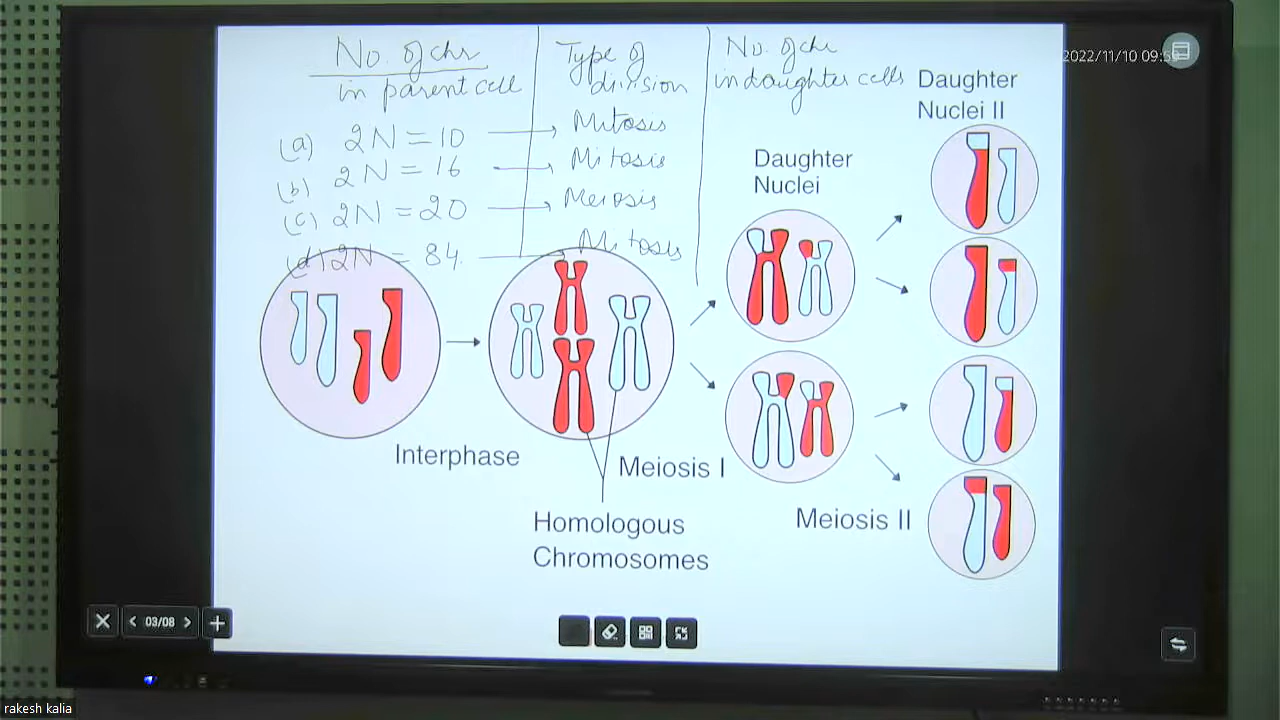 No. of chr
in parent cell
Type of
division
No. of chr
in daughter cells
(a) 2N = 10 → Mitosis
(b) 2N = 16 → Mitosis
(c) 2N = 20 → Meiosis
(d) 2N = 84 Mitosis
2022/11/10 09:5
Daughter
Nuclei II
Daughter
Nuclei
Interphase
Meiosis I
Homologous
Chromosomes
Meiosis II
03/08
rakesh kalia